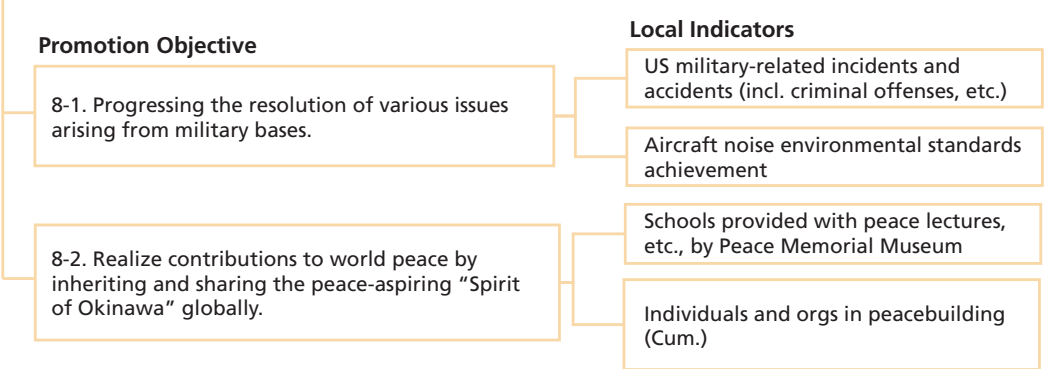 Promotion Objective
Local Indicators
8-1. Progressing the resolution of various issues
arising from military bases.
US military-related incidents and
accidents (incl. criminal offenses, etc.)
Aircraft noise environmental standards
achievement
8-2. Realize contributions to world peace by
inheriting and sharing the peace-aspiring “Spirit
of Okinawa” globally.
Schools provided with peace lectures,
etc., by Peace Memorial Museum
Individuals and orgs in peacebuilding
(Cum.)